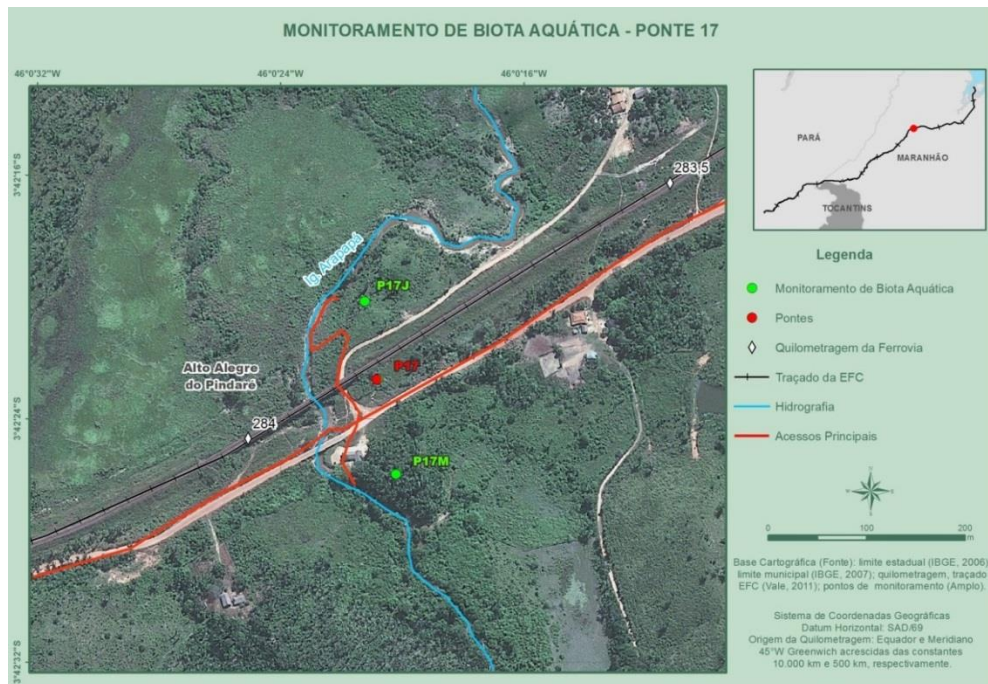 MONITORAMENTO DE BIOTA AQUÁTICA - PONTE 17
46°0'32"W
46°0'24"W
46°0'16"W
3°42'16"S
3°42'24"S
3°42'32"S
283,5
Ig. Arapapá
P17J
P17
Alto Alegre
do Pindaré
284
P17M
PARÁ
MARANHÃO
TOCANTINS
Legenda
Monitoramento de Biota Aquática
Pontes
Quilometragem da Ferrovia
Traçado da EFC
Hidrografia
Acessos Principais
N
0 100 200
m
Base Cartográfica (Fonte): limite estadual (IBGE, 2006)
limite municipal (IBGE, 2007); quilometragem, traçado
EFC (Vale, 2011); pontos de monitoramento (Amplo).
Sistema de Coordenadas Geográficas
Datum Horizontal: SAD/69
Origem da Quilometragem: Equador e Meridiano
45°W Greenwich acrescidas das constantes
10.000 km e 500 km, respectivamente.